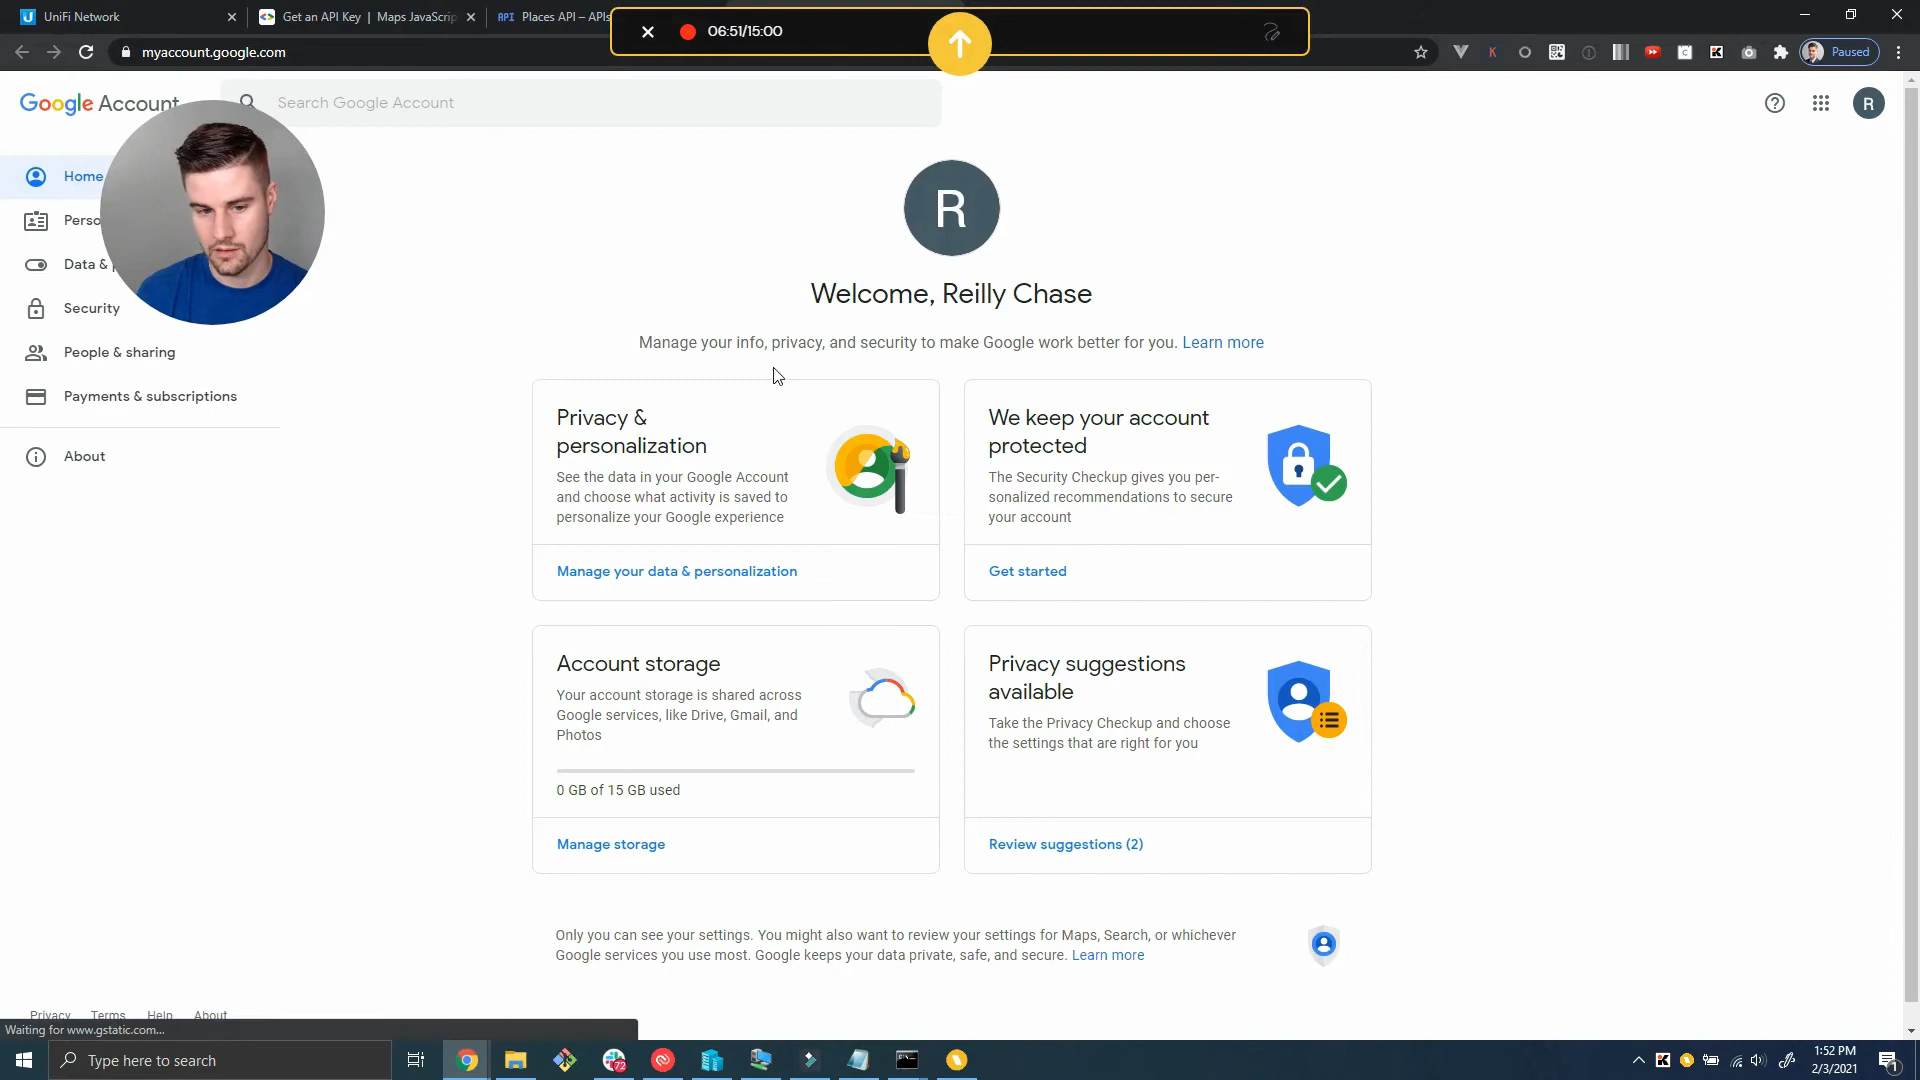 UniFi Network
Get an API Key | Maps JavaScrip
API Places API – APIs
06:51/15:00
myaccount.google.com
Paused
Google Account
Search Google Account
R
Home
Perso
Data & p
Security
People & sharing
Payments & subscriptions
About
R
Welcome, Reilly Chase
Manage your info, privacy, and security to make Google work better for you. Learn more
Privacy &
personalization
See the data in your Google Account
and choose what activity is saved to
personalize your Google experience
Manage your data & personalization
We keep your account
protected
The Security Checkup gives you per-
sonalized recommendations to secure
your account
Get started
Account storage
Your account storage is shared across
Google services, like Drive, Gmail, and
Photos
0 GB of 15 GB used
Manage storage
Privacy suggestions
available
Take the Privacy Checkup and choose
the settings that are right for you
Review suggestions (2)
Only you can see your settings. You might also want to review your settings for Maps, Search, or whichever
Google services you use most. Google keeps your data private, safe, and secure. Learn more
Privacy Terms Help About
Waiting for www.gstatic.com...
Type here to search
72
1:52 PM
2/3/2021
1